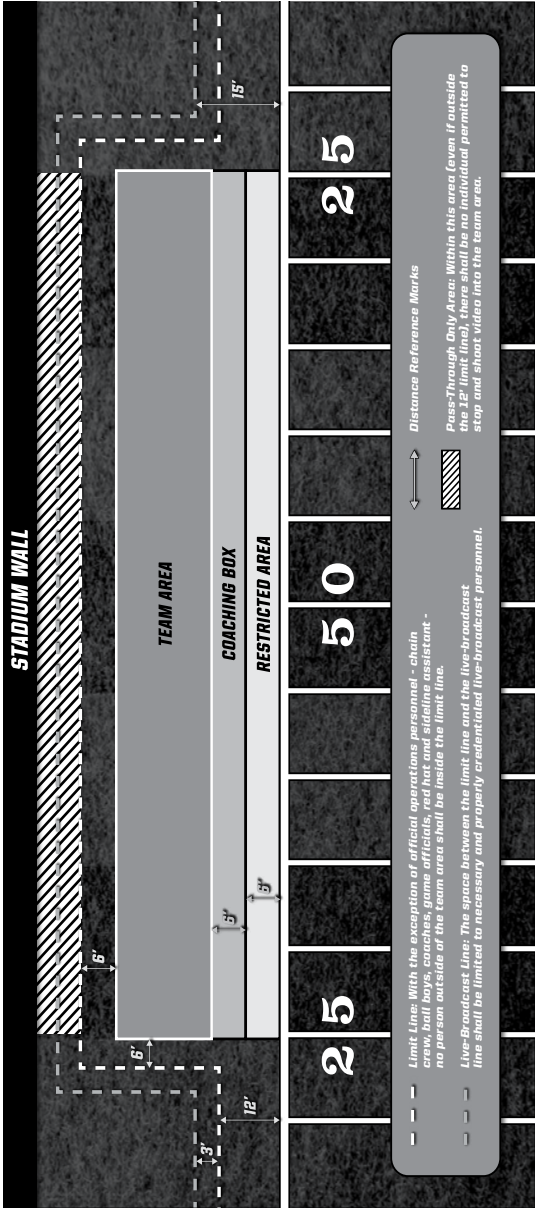 STADIUM WALL
15'
6'
6'
TEAM AREA
COACHING BOX
6'
RESTRICTED AREA
6'
3'
12'
2 5
5 0
2 5
Limit Line: With the exception of official operations personnel - chain
crew, ball boys, coaches, game officials, red hat and sideline assistant -
no person outside of the team area shall be inside the limit line.
Live-Broadcast Line: The space between the limit line and the live-broadcast
line shall be limited to necessary and properly credentialed live-broadcast personnel.
Distance Reference Marks
Pass-Through Only Area: Within this area (even if outside
the 12' limit line), there shall be no individual permitted to
stop and shoot video into the team area.